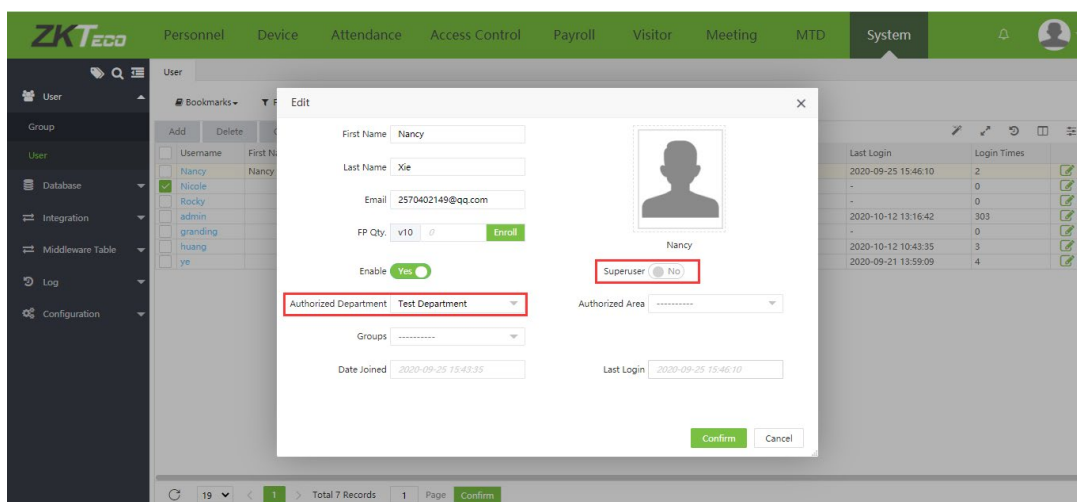 ZKTECO Personnel Device Attendance Access Control Payroll Visitor Meeting MTD System
User
User
Bookmarks
Edit
Group
User
Database
Integration
Middleware Table
Log
Configuration
Add Delete
Username First Na Last Login Login Times
Nancy Nancy 2020-09-25 15:46:10 2
Nicole - 0
Rocky - 0
admin 2020-10-12 13:16:42 303
granding - 0
huang 2020-10-12 10:43:35 3
ye 2020-09-21 13:59:09 4
First Name Nancy
Last Name Xie
Email 2570402149@qq.com
FP Qty. v10 0 Enroll
Nancy
Enable Yes Superuser No
Authorized Department Test Department Authorized Area ----------
Groups ----------
Date Joined 2020-09-25 15:43:35 Last Login 2020-09-25 15:46:10
Confirm Cancel
19 < 1 > Total 7 Records 1 Page Confirm